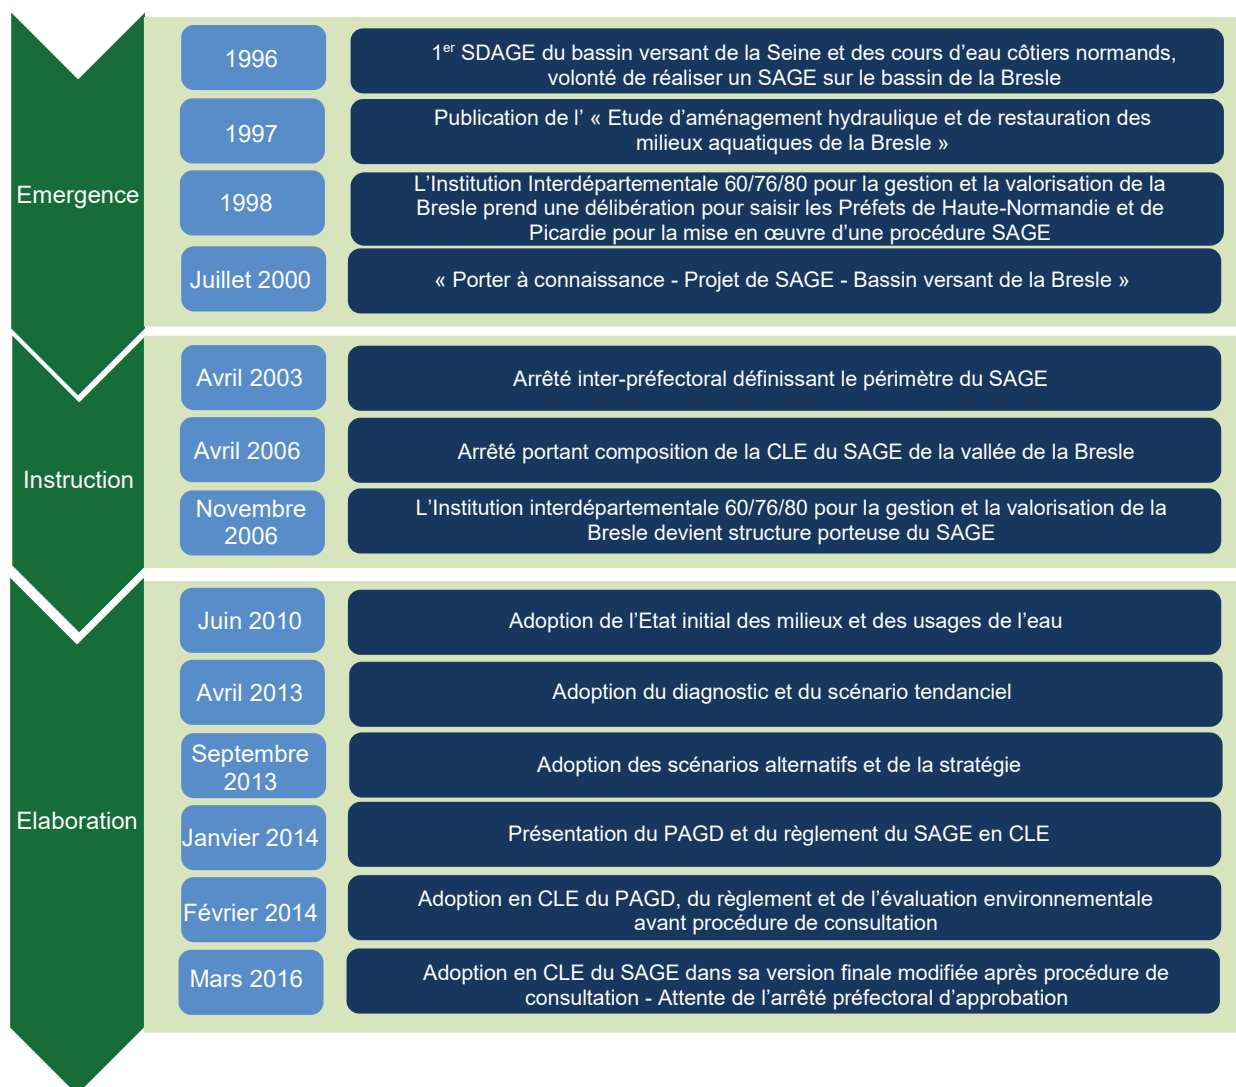 Emergence
1996
1er SDAGE du bassin versant de la Seine et des cours d'eau côtiers normands,
volonté de réaliser un SAGE sur le bassin de la Bresle
1997
Publication de l' « Etude d'aménagement hydraulique et de restauration des
milieux aquatiques de la Bresle »
1998
L'Institution Interdépartementale 60/76/80 pour la gestion et la valorisation de la
Bresle prend une délibération pour saisir les Préfets de Haute-Normandie et de
Picardie pour la mise en œuvre d'une procédure SAGE
Juillet 2000
« Porter à connaissance - Projet de SAGE - Bassin versant de la Bresle »
Instruction
Avril 2003
Arrêté inter-préfectoral définissant le périmètre du SAGE
Avril 2006
Arrêté portant composition de la CLE du SAGE de la vallée de la Bresle
Novembre
2006
L'Institution interdépartementale 60/76/80 pour la gestion et la valorisation de la
Bresle devient structure porteuse du SAGE
Elaboration
Juin 2010
Adoption de l'Etat initial des milieux et des usages de l'eau
Avril 2013
Adoption du diagnostic et du scénario tendanciel
Septembre
2013
Adoption des scénarios alternatifs et de la stratégie
Janvier 2014
Présentation du PAGD et du règlement du SAGE en CLE
Février 2014
Adoption en CLE du PAGD, du règlement et de l'évaluation environnementale
avant procédure de consultation
Mars 2016
Adoption en CLE du SAGE dans sa version finale modifiée après procédure de
consultation - Attente de l'arrêté préfectoral d'approbation